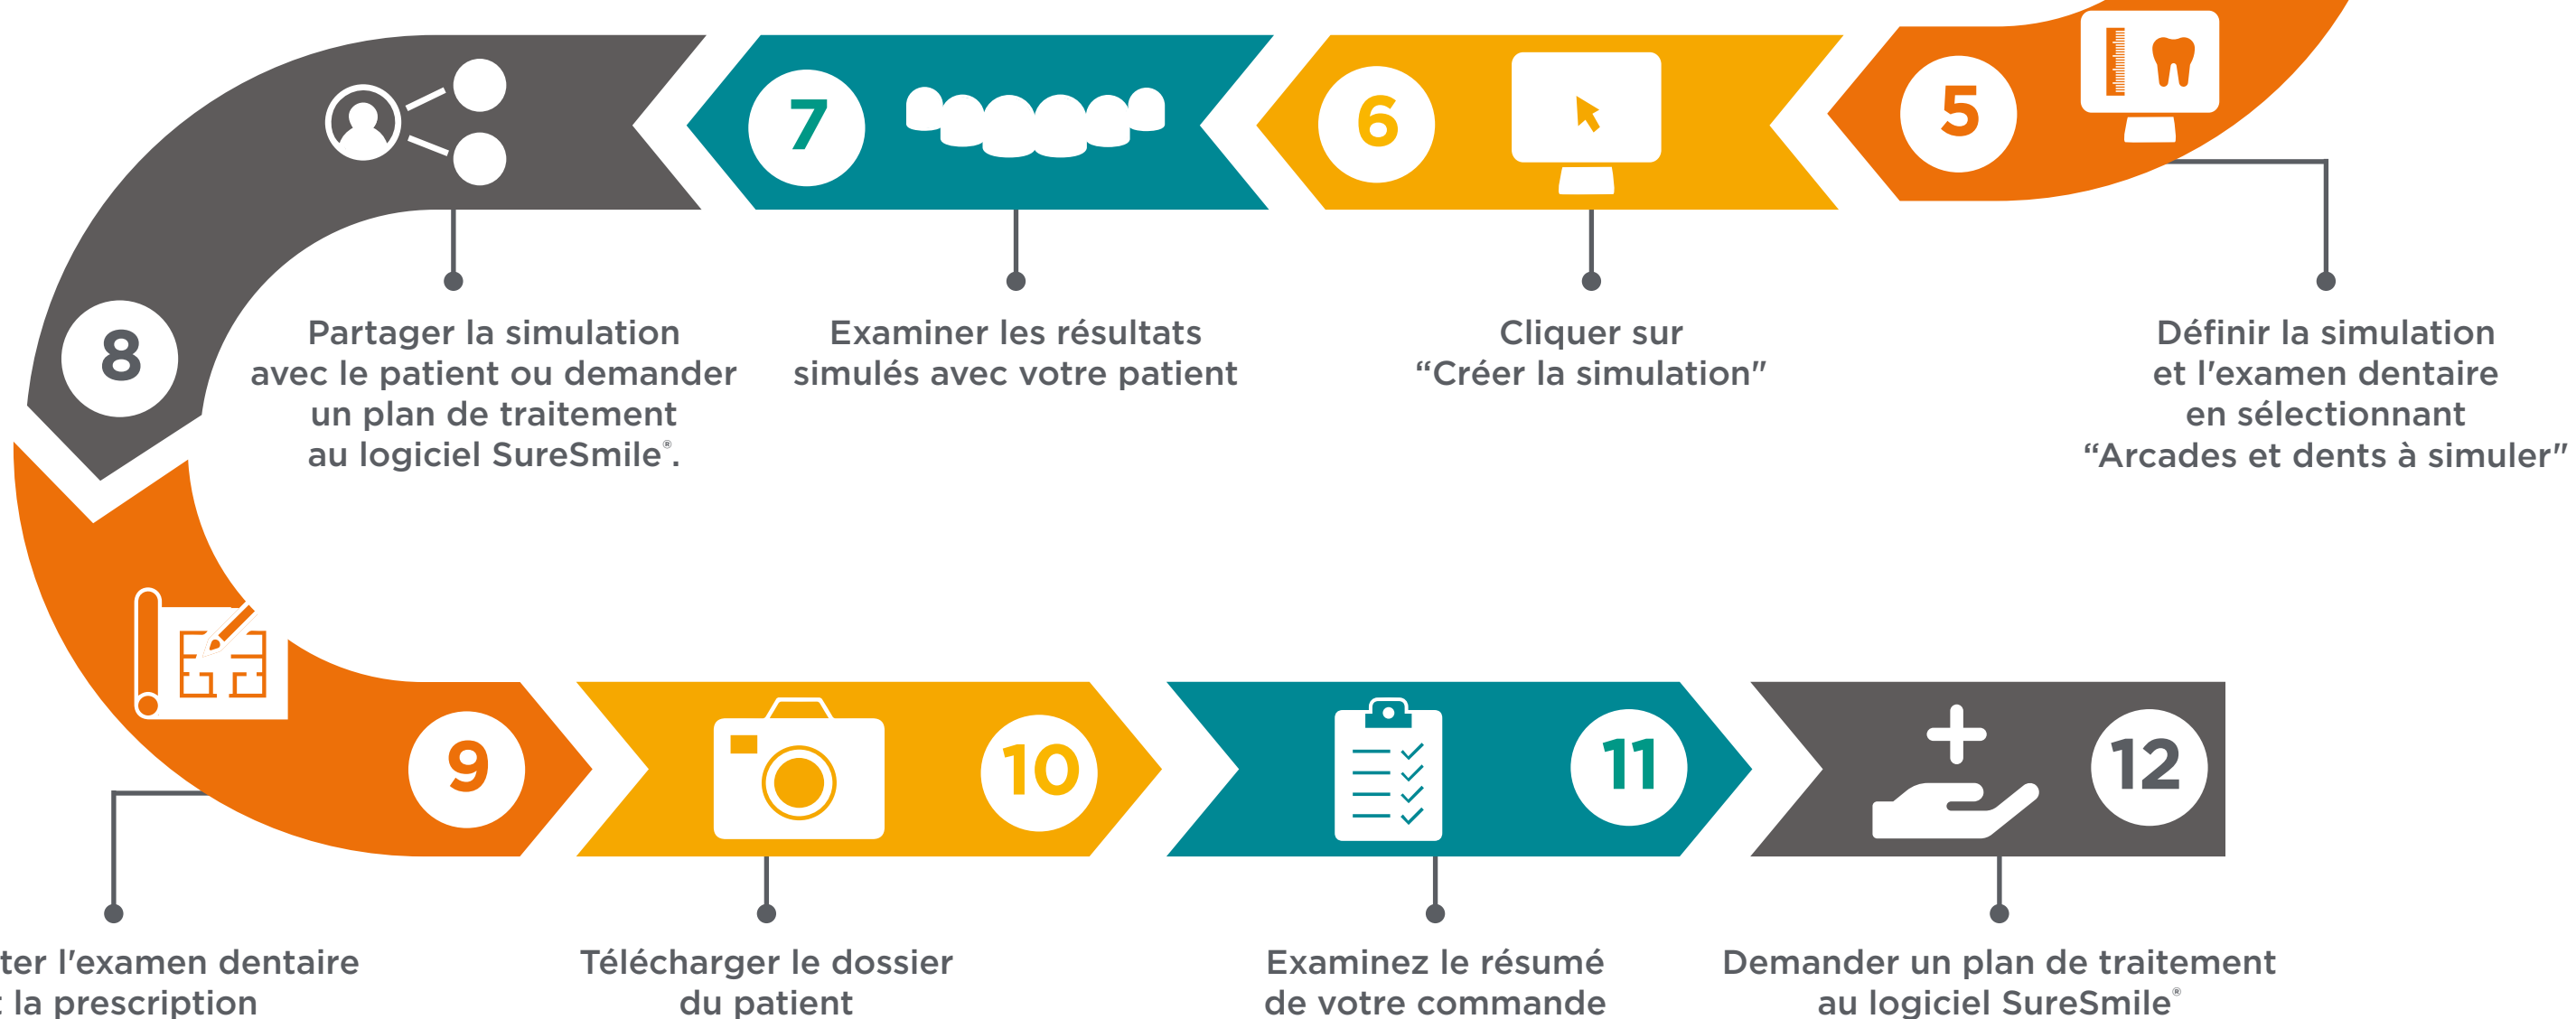 5
Définir la simulation
et l'examen dentaire
en sélectionnant
“Arcades et dents à simuler"
6
Cliquer sur
“Créer la simulation"
7
Examiner les résultats
simulés avec votre patient
8
Partager la simulation
avec le patient ou demander
un plan de traitement
au logiciel SureSmile®.
9
l'examen dentaire
la prescription
10
Télécharger le dossier
du patient
11
Examinez le résumé
de votre commande
12
Demander un plan de traitement
au logiciel SureSmile®